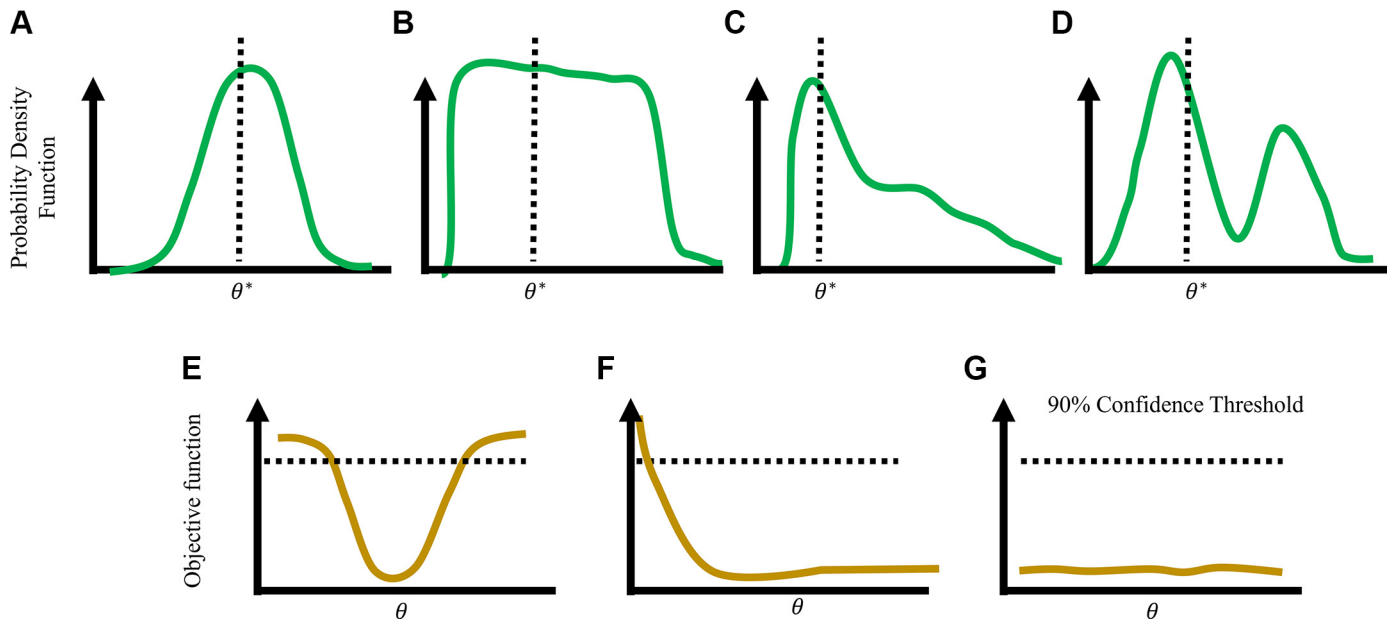 A
B
C
D
Probability Density
Function
θ*
θ*
θ*
θ*
E
F
G
90% Confidence Threshold
Objective function
θ
θ
θ